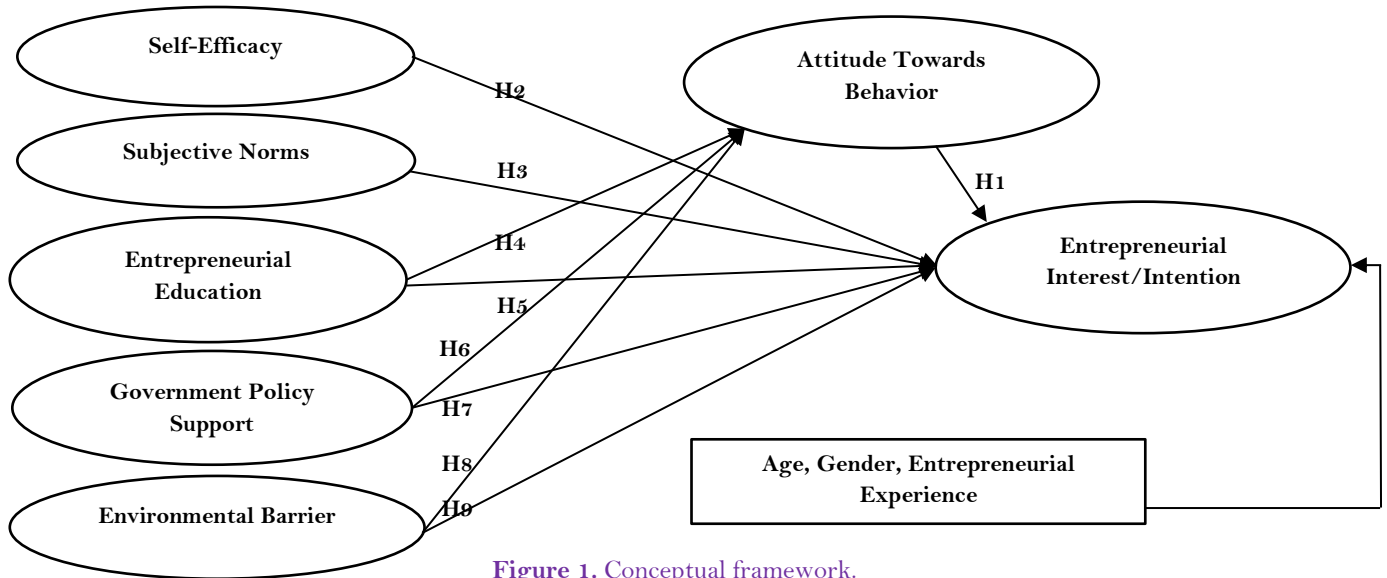 Self-Efficacy
Attitude Towards
Behavior
H2
Subjective Norms
H3
H1
Entrepreneurial
Education
H4
Entrepreneurial
Interest/Intention
H5
H6
Government Policy
Support
H7
H8
Age, Gender, Entrepreneurial
Experience
Environmental Barrier
H9
Figure 1. Conceptual framework.